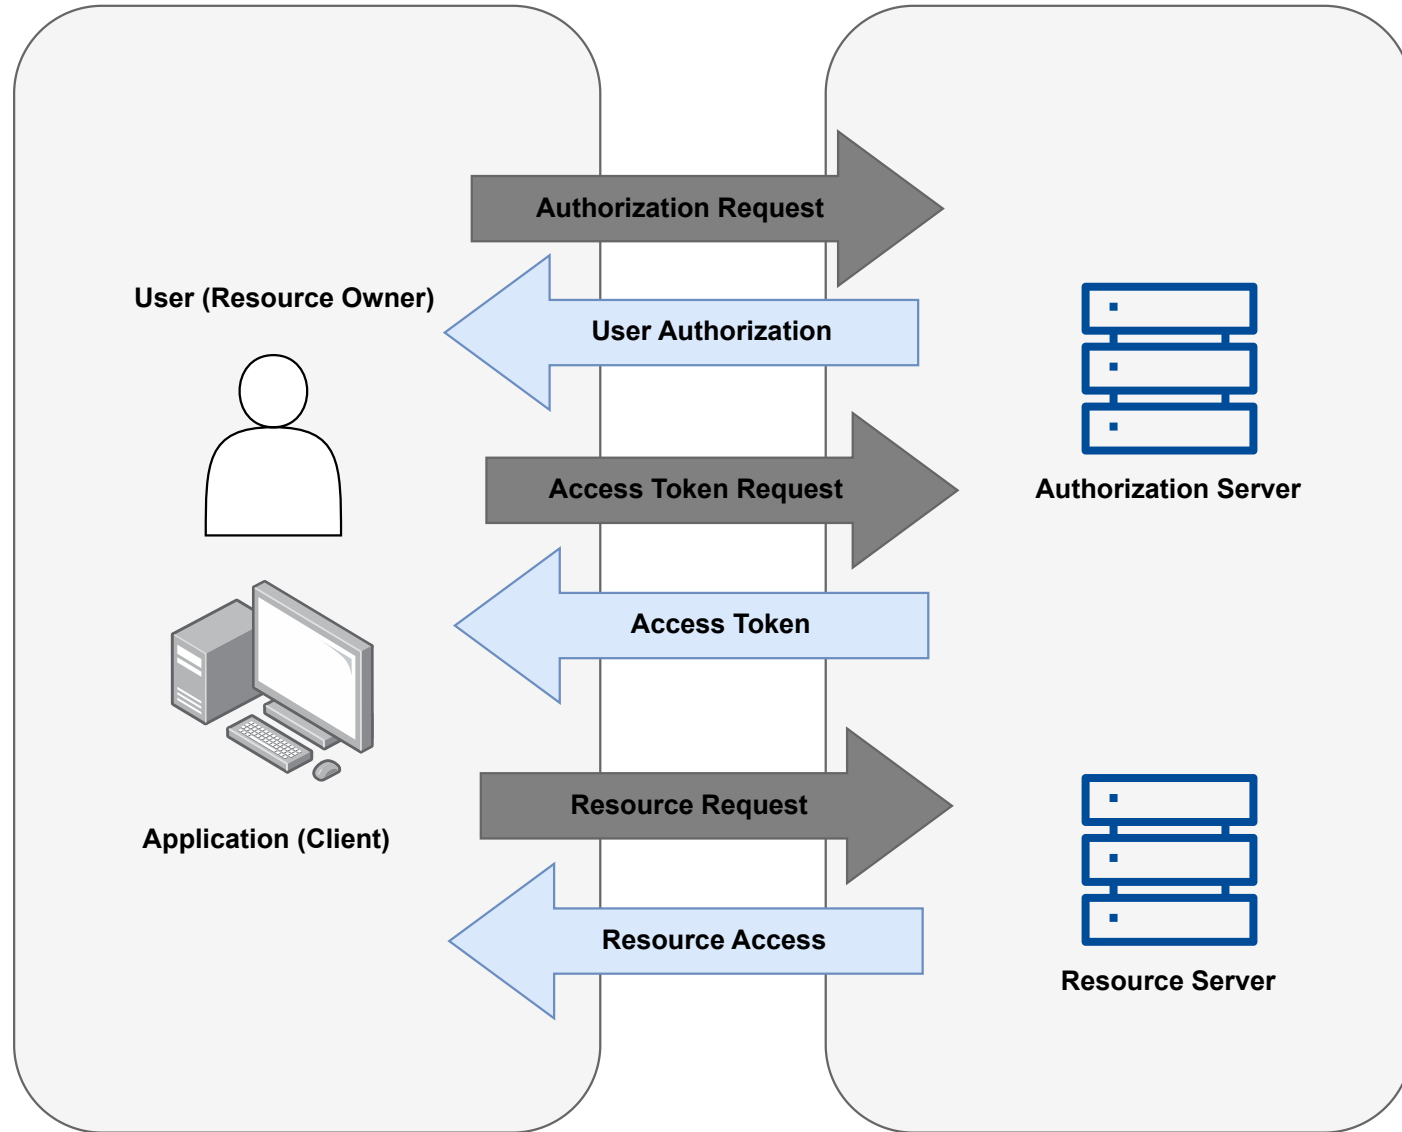 Authorization Request
User (Resource Owner)
User Authorization
Access Token Request
Authorization Server
Access Token
Resource Request
Application (Client)
Resource Access
Resource Server